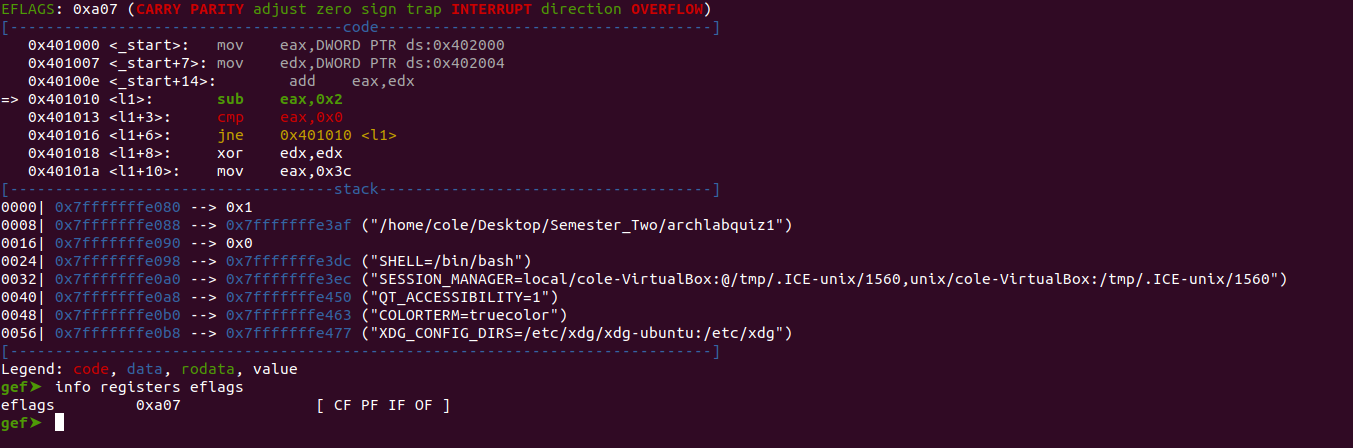 EFLAGS: 0xa07 (CARRY PARITY adjust zero sign trap INTERRUPT direction OVERFLOW)
[-------------------------------------code-------------------------------------]
   0x401000 <_start>:   mov    eax,DWORD PTR ds:0x402000
   0x401007 <_start+7>: mov    edx,DWORD PTR ds:0x402004
   0x40100e <_start+14>:        add    eax,edx
=> 0x401010 <l1>:       sub    eax,0x2
   0x401013 <l1+3>:     cmp    eax,0x0
   0x401016 <l1+6>:     jne    0x401010 <l1>
   0x401018 <l1+8>:     xor    edx,edx
   0x40101a <l1+10>:    mov    eax,0x3c
[------------------------------------stack-------------------------------------]
0000| 0x7fffffffe080 --> 0x1
0008| 0x7fffffffe088 --> 0x7fffffffe3af ("/home/cole/Desktop/Semester_Two/archlabquiz1")
0016| 0x7fffffffe090 --> 0x0
0024| 0x7fffffffe098 --> 0x7fffffffe3dc ("SHELL=/bin/bash")
0032| 0x7fffffffe0a0 --> 0x7fffffffe3ec ("SESSION_MANAGER=local/cole-VirtualBox:@/tmp/.ICE-unix/1560,unix/cole-VirtualBox:/tmp/.ICE-unix/1560")
0040| 0x7fffffffe0a8 --> 0x7fffffffe450 ("QT_ACCESSIBILITY=1")
0048| 0x7fffffffe0b0 --> 0x7fffffffe463 ("COLORTERM=truecolor")
0056| 0x7fffffffe0b8 --> 0x7fffffffe477 ("XDG_CONFIG_DIRS=/etc/xdg/xdg-ubuntu:/etc/xdg")
[------------------------------------------------------------------------------]
Legend: code, data, rodata, value
gef➤  info registers eflags
eflags         0xa07               [ CF PF IF OF ]
gef➤